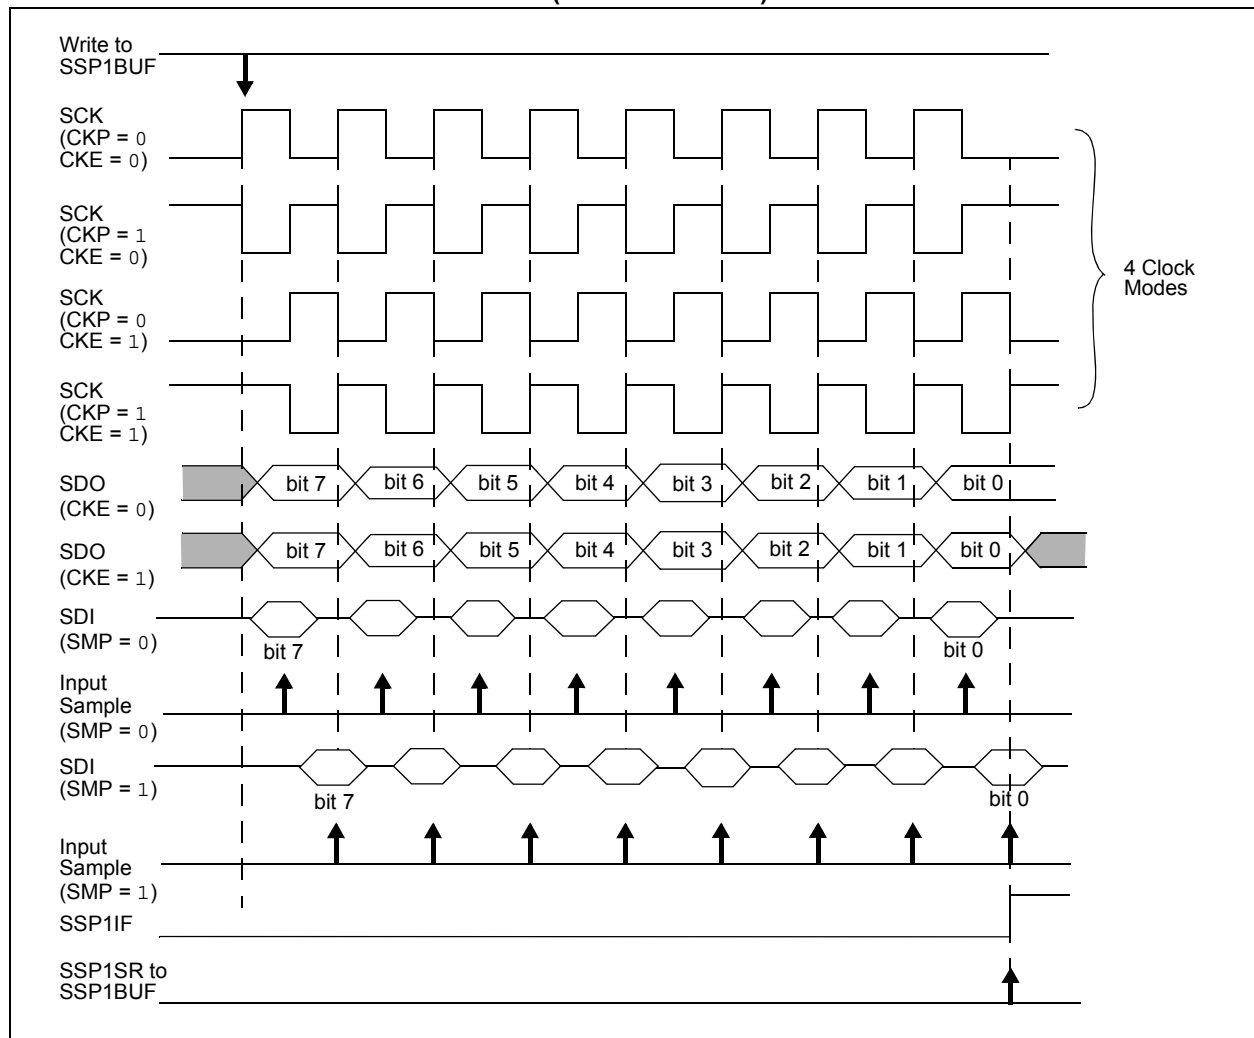 Write to
SSP1BUF
SCK
(CKP = 0
CKE = 0)
SCK
(CKP = 1
CKE = 0)
4 Clock
Modes
SCK
(CKP = 0
CKE = 1)
SCK
(CKP = 1
CKE = 1)
SDO
(CKE = 0)
bit 7 bit 6 bit 5 bit 4 bit 3 bit 2 bit 1 bit 0
SDO
(CKE = 1)
bit 7 bit 6 bit 5 bit 4 bit 3 bit 2 bit 1 bit 0
SDI
(SMP = 0)
bit 7 bit 0
Input
Sample
(SMP = 0)
SDI
(SMP = 1)
bit 7 bit 0
Input
Sample
(SMP = 1)
SSP1IF
SSP1SR to
SSP1BUF